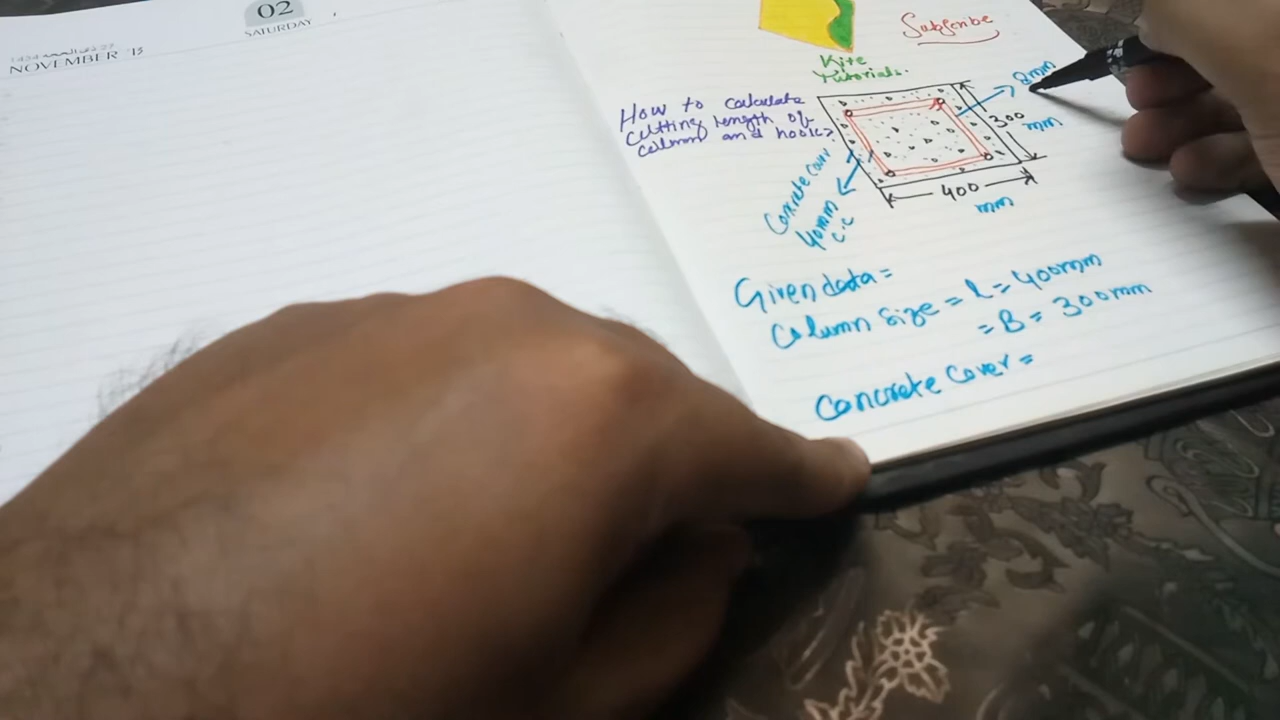 02
SATURDAY
NOVEMBER '13
Subscribe
Kite
Tutorials.
How to calculate
cutting length of
column and hooks
8mm
300
mm
400
mm
Concrete cover
40mm
c.c
Given data =
Column Size = L = 400mm
= B = 300mm
Concrete Cover =